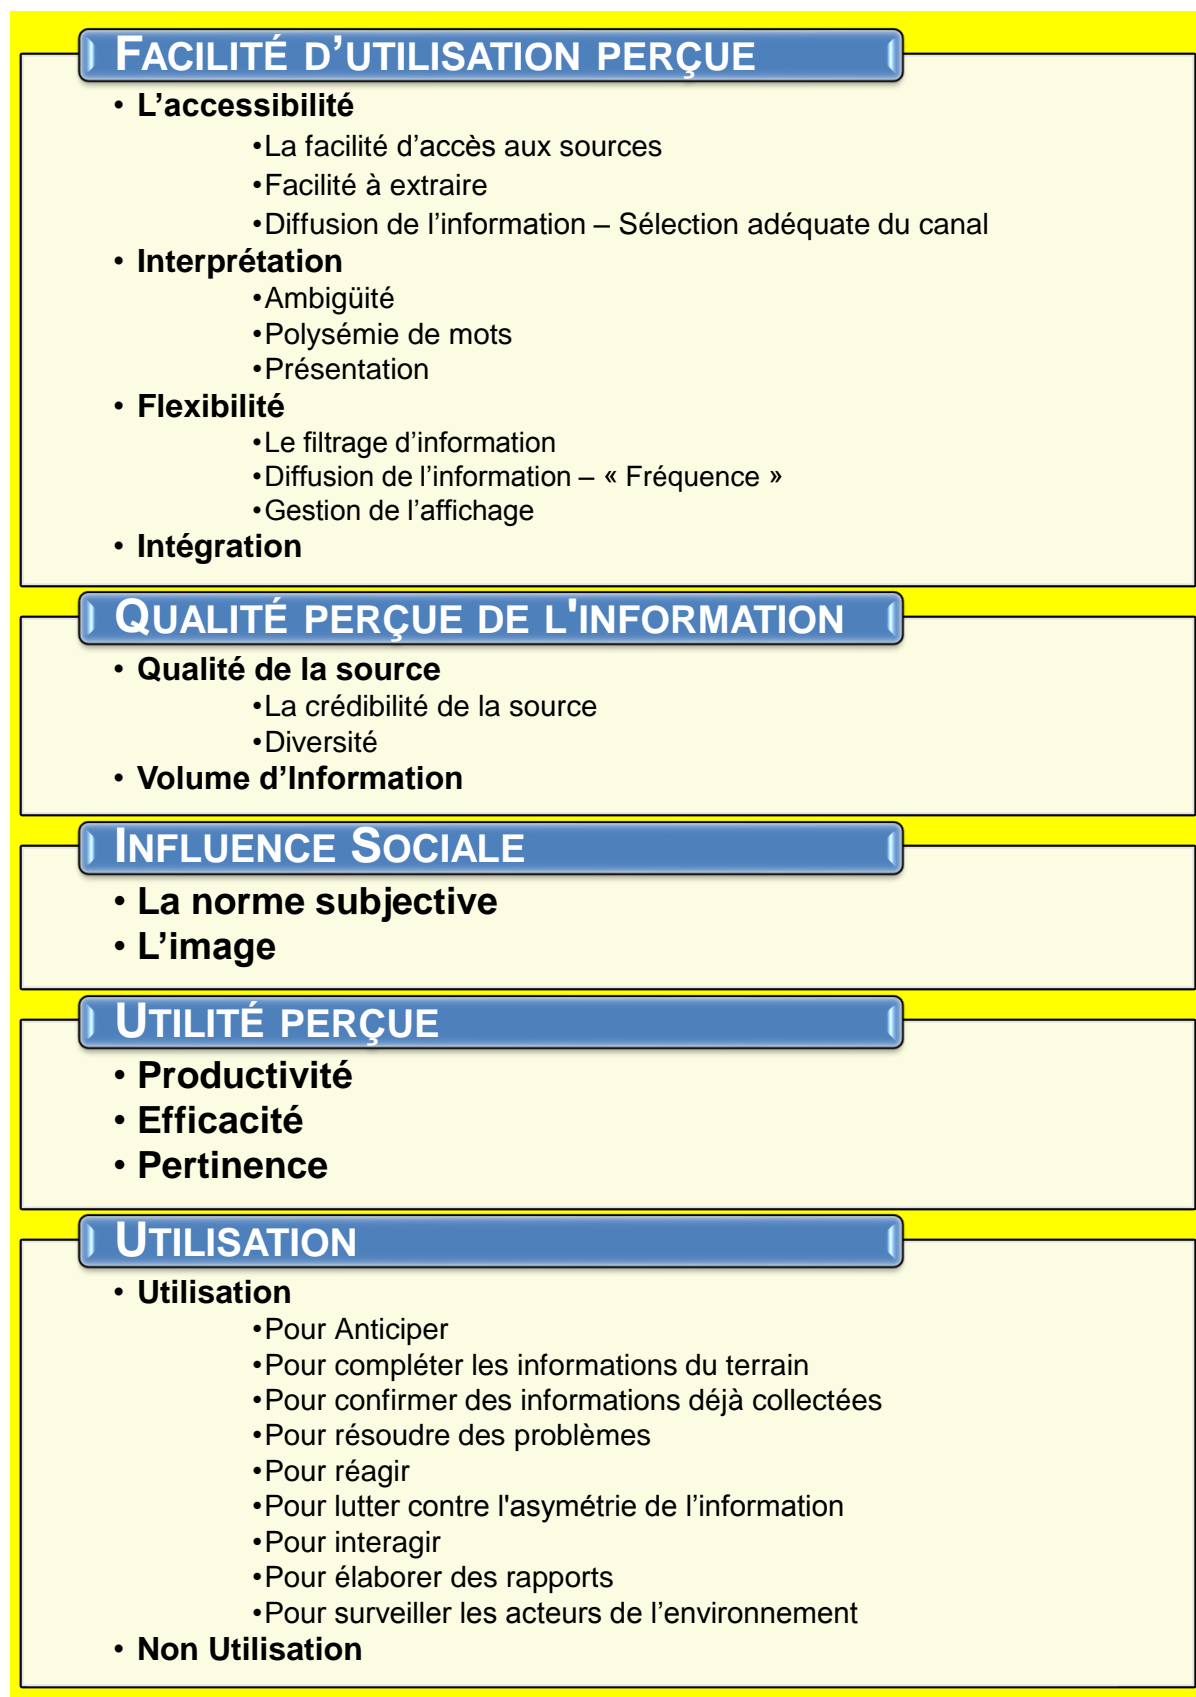 FACILITÉ D’UTILISATION PERÇUE
• L’accessibilité
•La facilité d’accès aux sources
•Facilité à extraire
•Diffusion de l’information – Sélection adéquate du canal
• Interprétation
•Ambigüité
•Polysémie de mots
•Présentation
• Flexibilité
•Le filtrage d’information
•Diffusion de l’information – « Fréquence »
•Gestion de l’affichage
• Intégration
QUALITÉ PERÇUE DE L'INFORMATION
• Qualité de la source
•La crédibilité de la source
•Diversité
• Volume d’Information
INFLUENCE SOCIALE
• La norme subjective
• L’image
UTILITÉ PERÇUE
• Productivité
• Efficacité
• Pertinence
UTILISATION
• Utilisation
•Pour Anticiper
•Pour compléter les informations du terrain
•Pour confirmer des informations déjà collectées
•Pour résoudre des problèmes
•Pour réagir
•Pour lutter contre l'asymétrie de l’information
•Pour interagir
•Pour élaborer des rapports
•Pour surveiller les acteurs de l’environnement
• Non Utilisation